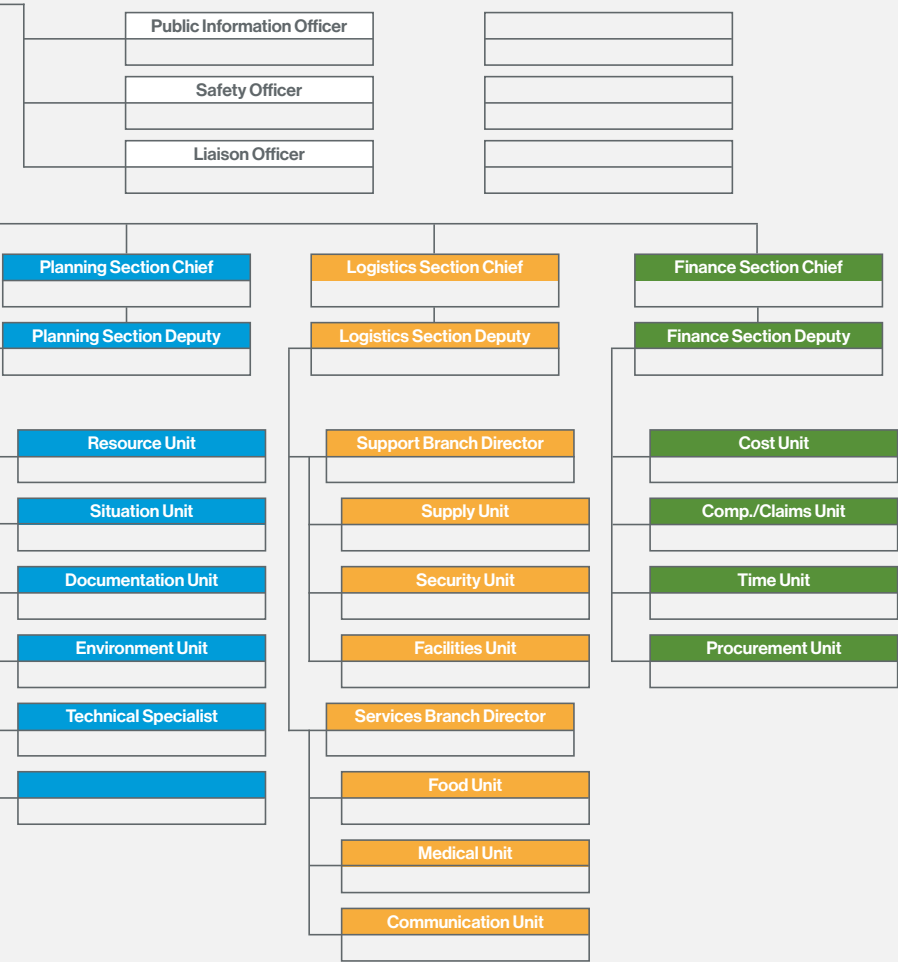 Public Information Officer
Safety Officer
Liaison Officer
Planning Section Chief
Logistics Section Chief
Finance Section Chief
Planning Section Deputy
Logistics Section Deputy
Finance Section Deputy
Resource Unit
Support Branch Director
Cost Unit
Situation Unit
Supply Unit
Comp./Claims Unit
Documentation Unit
Security Unit
Time Unit
Environment Unit
Facilities Unit
Procurement Unit
Technical Specialist
Services Branch Director
Food Unit
Medical Unit
Communication Unit